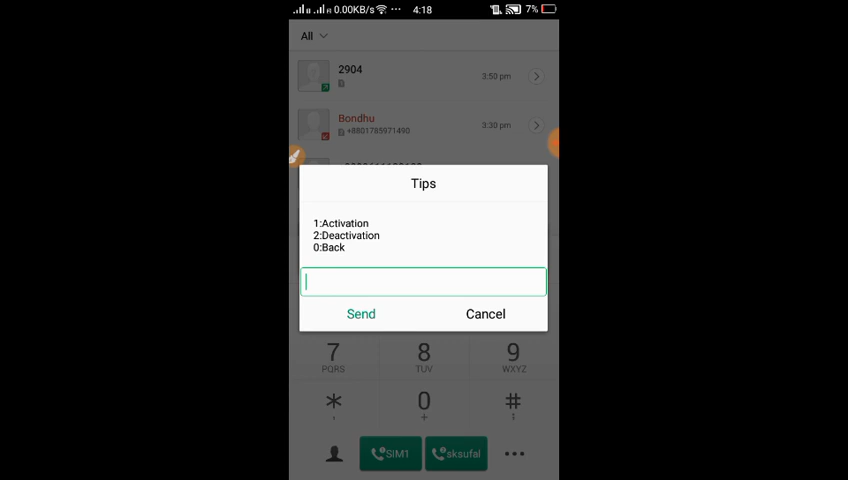 0.00KB/s ··· 4:18 7%
All
2904
3:50 pm
Bondhu
+8801785971490
3:30 pm
Tips
1:Activation
2:Deactivation
0:Back
Send Cancel
7 8 9
PQRS TUV WXYZ
* 0 #
, +
SIM1 sksufal